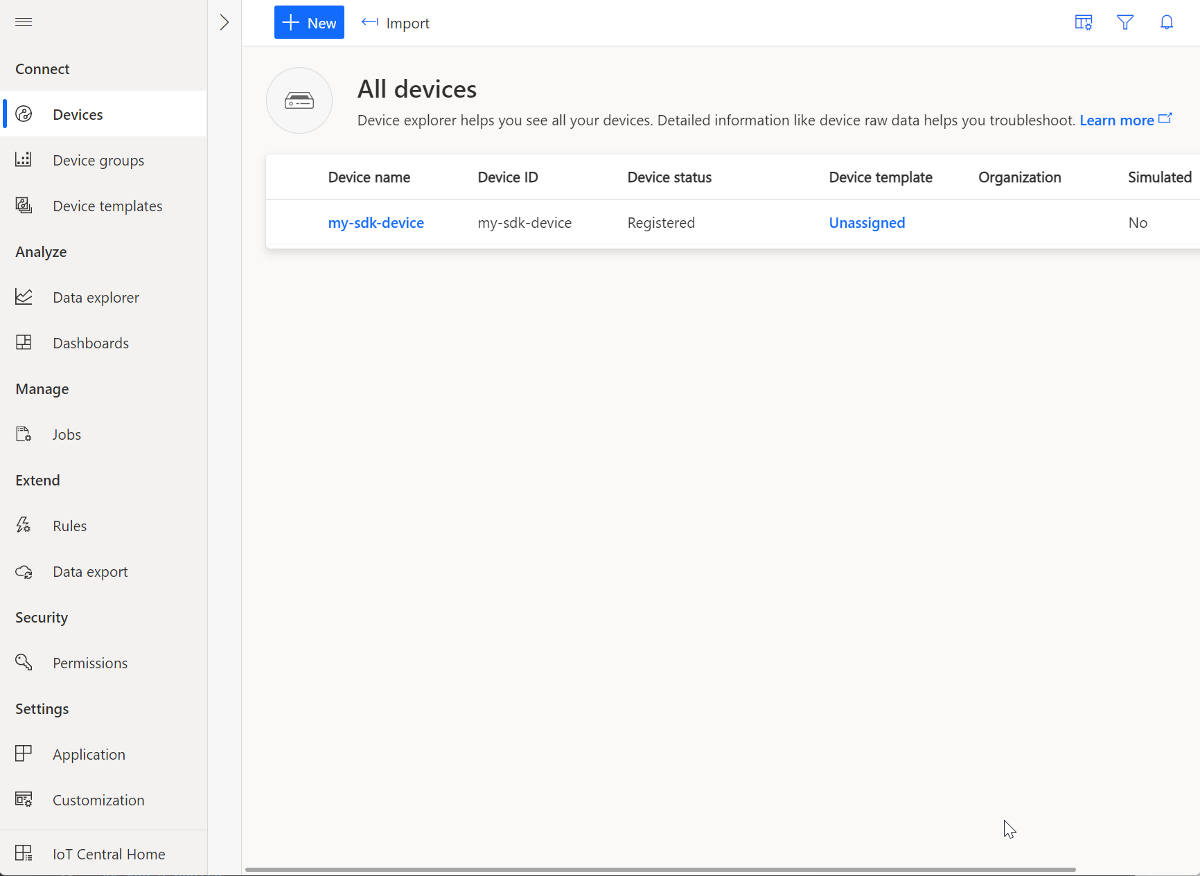 New
Import
Connect
Devices
Device groups
Device templates
Analyze
Data explorer
Dashboards
Manage
Jobs
Extend
Rules
Data export
Security
Permissions
Settings
Application
Customization
IoT Central Home
All devices
Device explorer helps you see all your devices. Detailed information like device raw data helps you troubleshoot. Learn more
Device name Device ID Device status Device template Organization Simulated
my-sdk-device my-sdk-device Registered Unassigned No